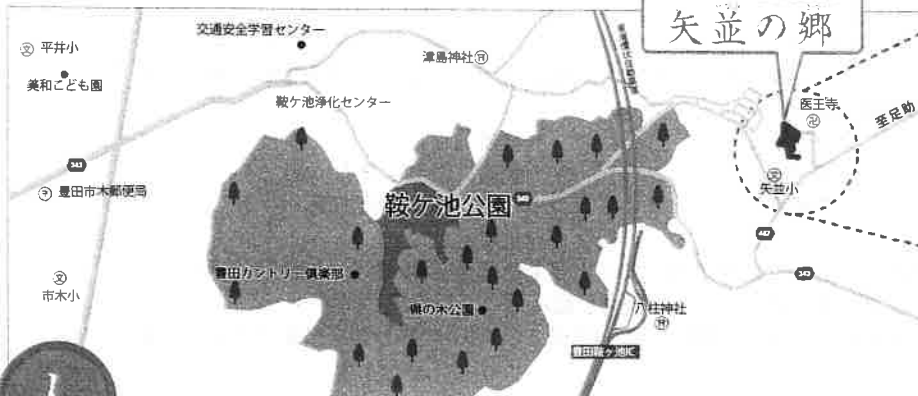 矢並の郷
交通安全学習センター
平井小
美和こども園
津島神社
鞍ケ池浄化センター
医王寺
至足助
343
豊田市木郵便局
矢並小
鞍ケ池公園
豊田カントリー倶楽部
市木小
八柱神社
豊田鞍ヶ池IC
343